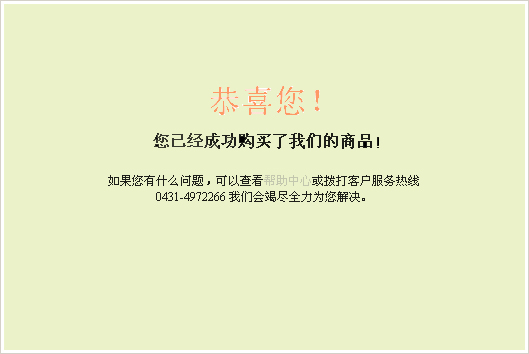 恭喜您！
您已经成功购买了我们的商品！
如果您有什么问题，可以查看帮助中心或拨打客户服务热线
0431-4972266 我们会竭尽全力为您解决。